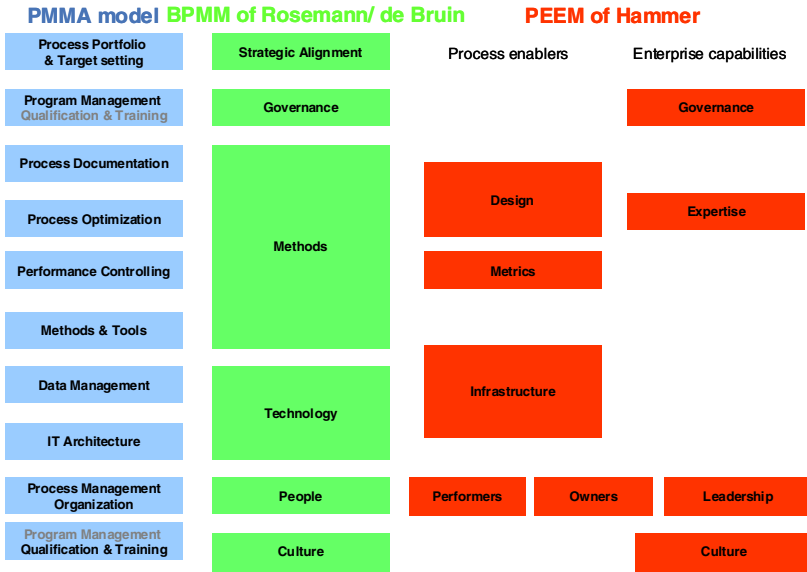 PMMA model BPMM of Rosemann/ de Bruin PEEM of Hammer
Process Portfolio
& Target setting
Strategic Alignment
Process enablers
Enterprise capabilities
Program Management
Qualification & Training
Governance
Governance
Process Documentation
Process Optimization
Performance Controlling
Methods & Tools
Methods
Design
Expertise
Metrics
Data Management
IT Architecture
Technology
Infrastructure
Process Management
Organization
People
Performers
Owners
Leadership
Program Management
Qualification & Training
Culture
Culture